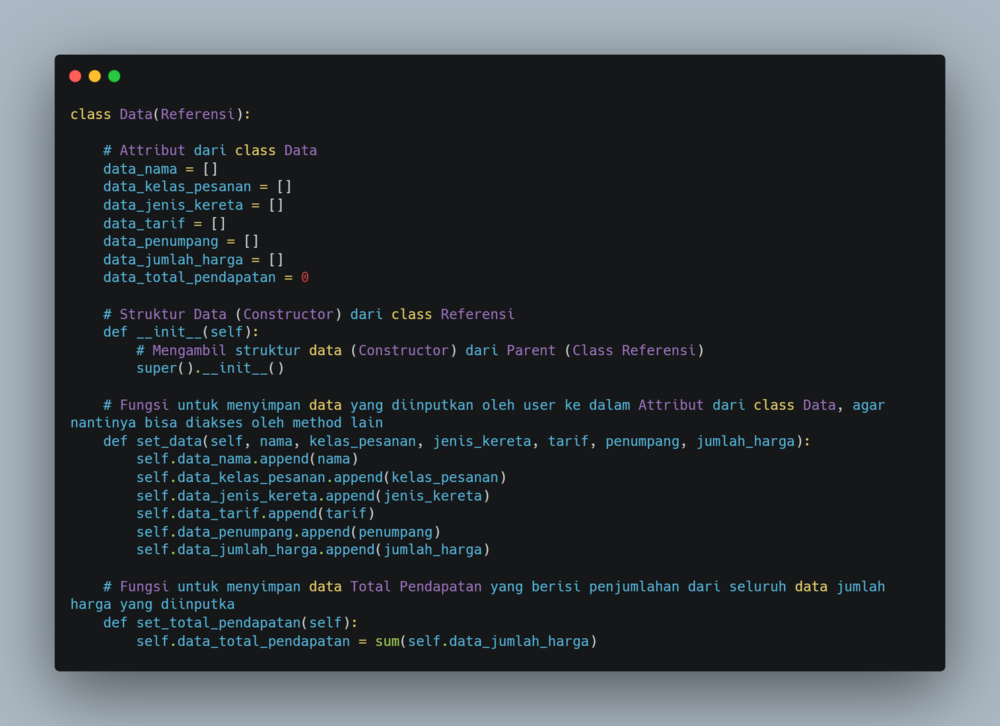 class Data(Referensi):

    # Attribut dari class Data
    data_nama = []
    data_kelas_pesanan = []
    data_jenis_kereta = []
    data_tarif = []
    data_penumpang = []
    data_jumlah_harga = []
    data_total_pendapatan = 0

    # Struktur Data (Constructor) dari class Referensi
    def __init__(self):
        # Mengambil struktur data (Constructor) dari Parent (Class Referensi)
        super().__init__()

    # Fungsi untuk menyimpan data yang diinputkan oleh user ke dalam Attribut dari class Data, agar
nantinya bisa diakses oleh method lain
    def set_data(self, nama, kelas_pesanan, jenis_kereta, tarif, penumpang, jumlah_harga):
        self.data_nama.append(nama)
        self.data_kelas_pesanan.append(kelas_pesanan)
        self.data_jenis_kereta.append(jenis_kereta)
        self.data_tarif.append(tarif)
        self.data_penumpang.append(penumpang)
        self.data_jumlah_harga.append(jumlah_harga)

    # Fungsi untuk menyimpan data Total Pendapatan yang berisi penjumlahan dari seluruh data jumlah
harga yang diinputka
    def set_total_pendapatan(self):
        self.data_total_pendapatan = sum(self.data_jumlah_harga)